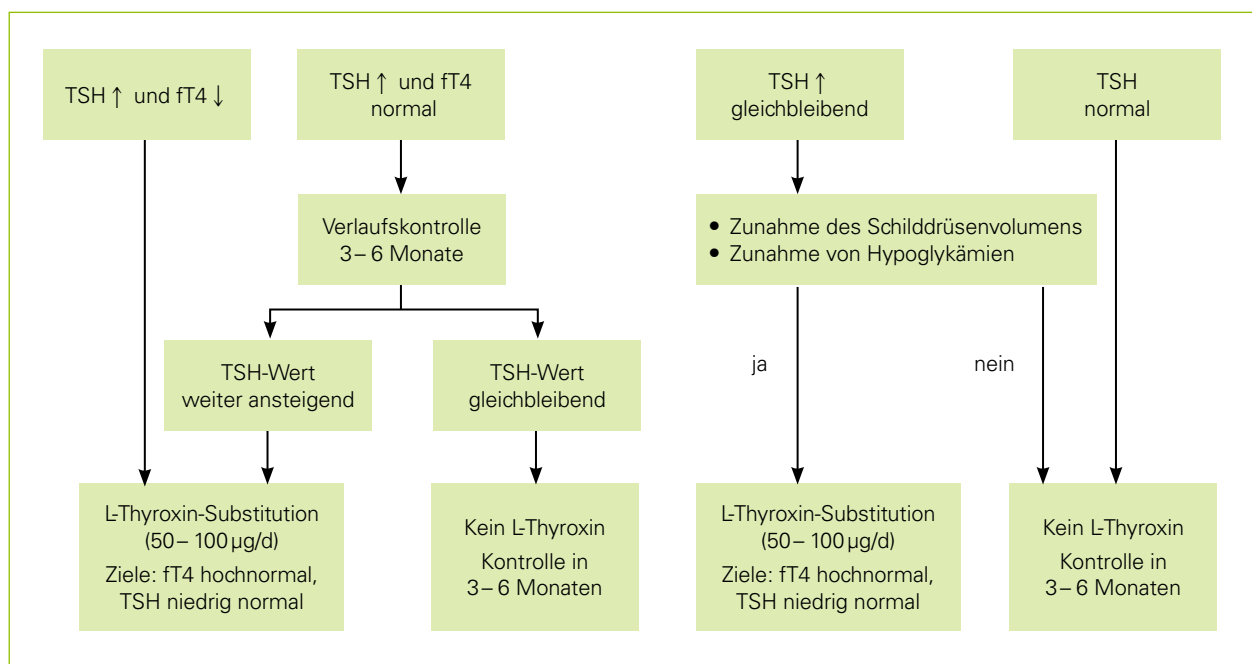 TSH ↑ und fT4 ↓
TSH ↑ und fT4
normal
TSH ↑
gleichbleibend
TSH
normal
Verlaufskontrolle
3–6 Monate
• Zunahme des Schilddrüsenvolumens
• Zunahme von Hypoglykämien
TSH-Wert
weiter ansteigend
TSH-Wert
gleichbleibend
ja
nein
L-Thyroxin-Substitution
(50–100 µg/d)
Ziele: fT4 hochnormal,
TSH niedrig normal
Kein L-Thyroxin
Kontrolle in
3–6 Monaten
L-Thyroxin-Substitution
(50–100 µg/d)
Ziele: fT4 hochnormal,
TSH niedrig normal
Kein L-Thyroxin
Kontrolle in
3–6 Monaten